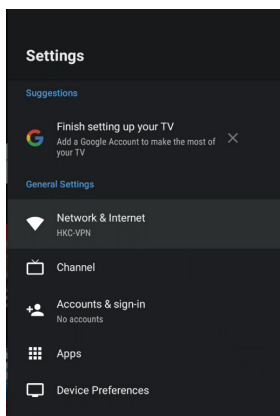 Settings
Suggestions
Finish setting up your TV
Add a Google Account to make the most of
your TV
General Settings
Network & Internet
HKC-VPN
Channel
Accounts & sign-in
No accounts
Apps
Device Preferences